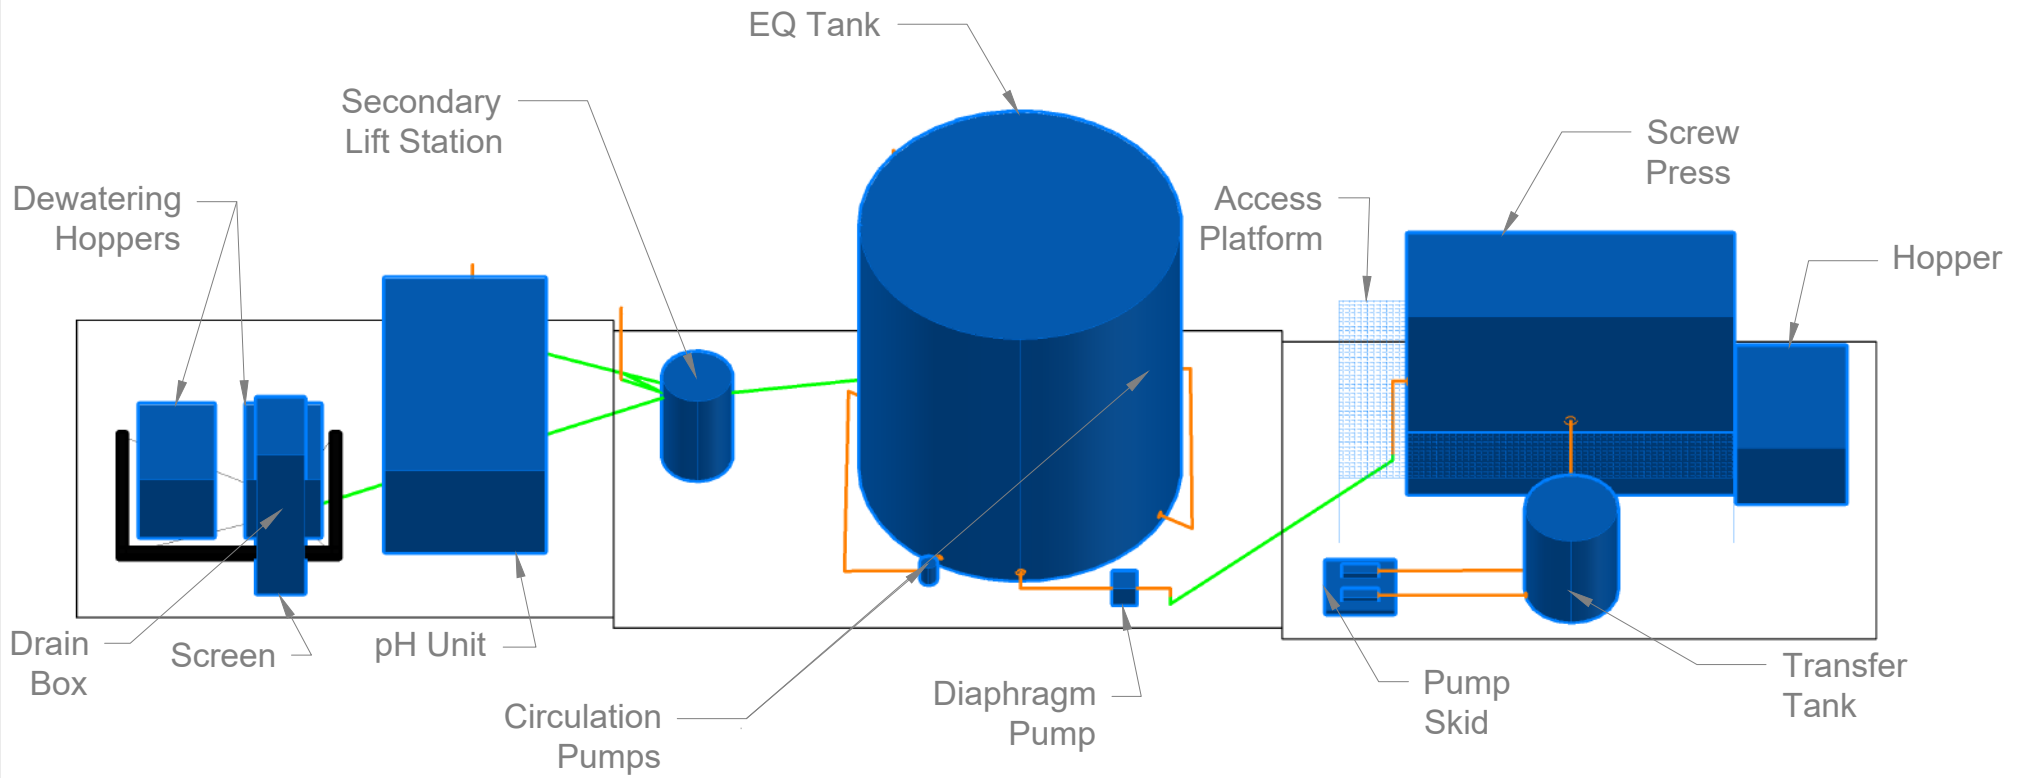 EQ Tank
Secondary
Lift Station
Screw
Press
Dewatering
Hoppers
Access
Platform
Hopper
Drain
Box
Screen
pH Unit
Circulation
Pumps
Diaphragm
Pump
Pump
Skid
Transfer
Tank